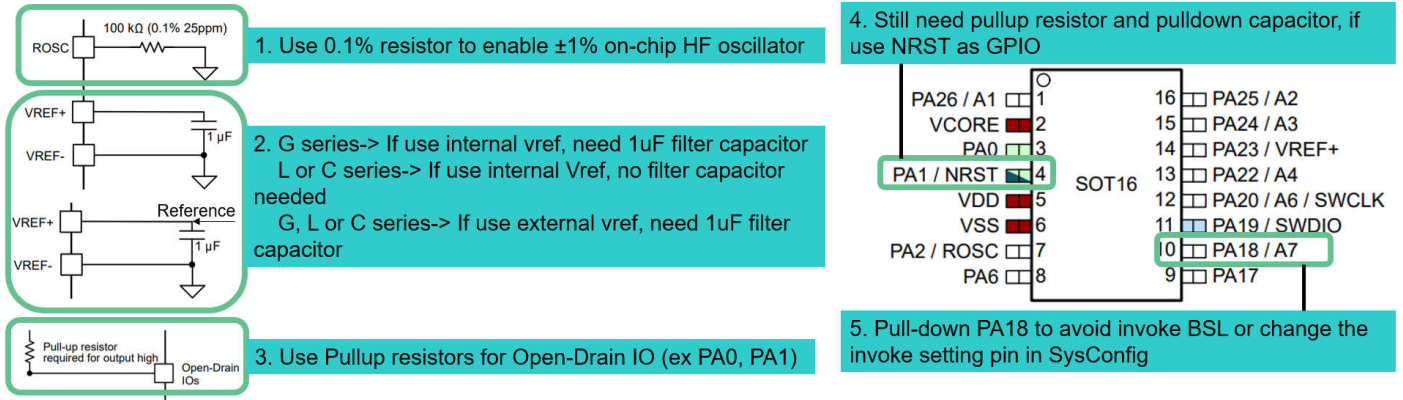 ROSC
100 kΩ (0.1% 25ppm)
1. Use 0.1% resistor to enable ±1% on-chip HF oscillator
VREF+
1 µF
VREF-
VREF+
Reference
1 µF
VREF-
2. G series-> If use internal vref, need 1uF filter capacitor
L or C series-> If use internal Vref, no filter capacitor
needed
G, L or C series-> If use external vref, need 1uF filter
capacitor
Pull-up resistor
required for output high
Open-Drain
IOs
3. Use Pullup resistors for Open-Drain IO (ex PA0, PA1)
4. Still need pullup resistor and pulldown capacitor, if
use NRST as GPIO
PA26 / A1 1
VCORE 2
PA0 3
PA1 / NRST 4
VDD 5
VSS 6
PA2 / ROSC 7
PA6 8
SOT16
16 PA25 / A2
15 PA24 / A3
14 PA23 / VREF+
13 PA22 / A4
12 PA20 / A6 / SWCLK
11 PA19 / SWDIO
10 PA18 / A7
9 PA17
5. Pull-down PA18 to avoid invoke BSL or change the
invoke setting pin in SysConfig